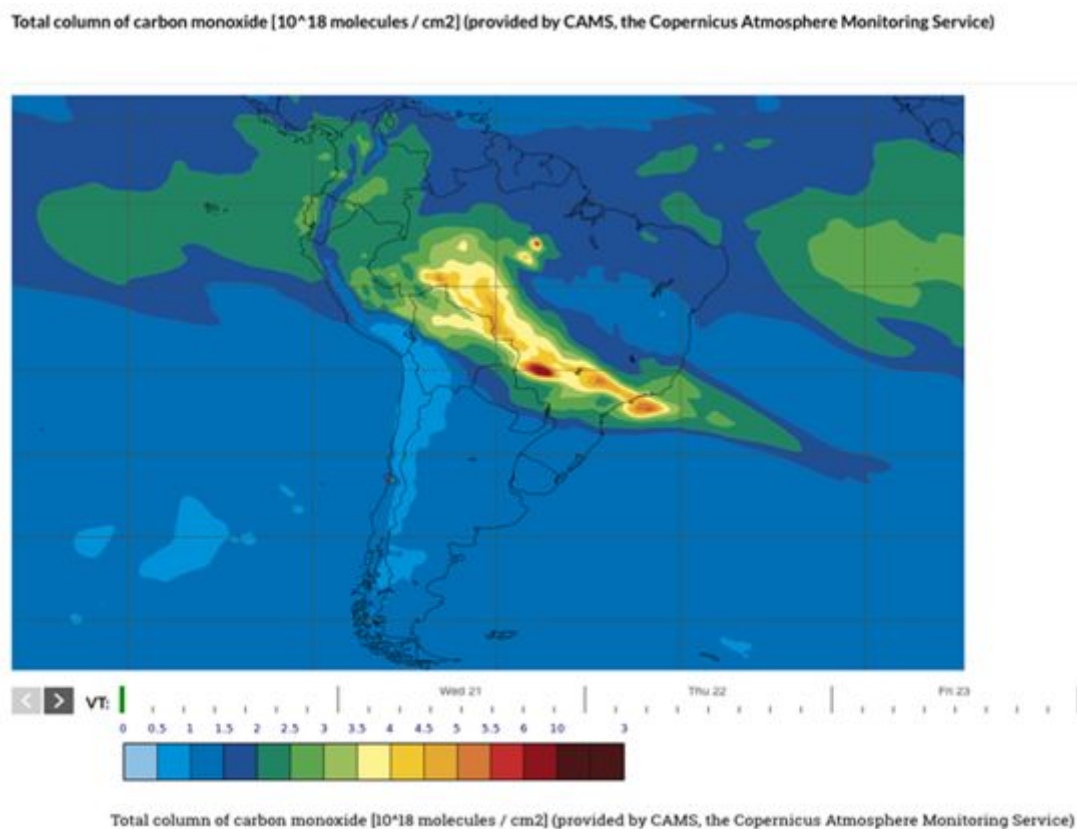 Total column of carbon monoxide [10^18 molecules / cm2] (provided by CAMS, the Copernicus Atmosphere Monitoring Service)
VT:
Wed 21
Thu 22
Fri 23
0 0.5 1 1.5 2 2.5 3 3.5 4 4.5 5 5.5 6 10 3
Total column of carbon monoxide [10^18 molecules / cm2] (provided by CAMS, the Copernicus Atmosphere Monitoring Service)